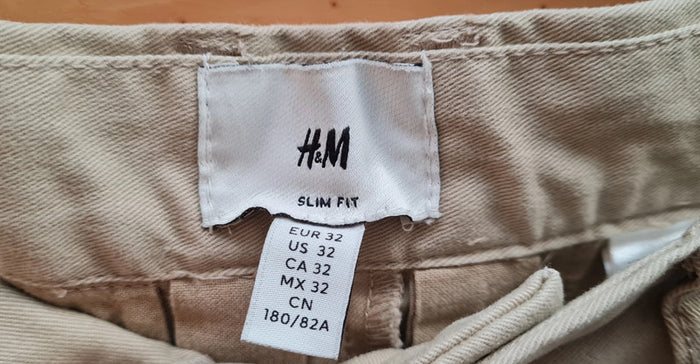 H&M
SLIM FIT
EUR 32
US 32
CA 32
MX 32
CN
180/82A